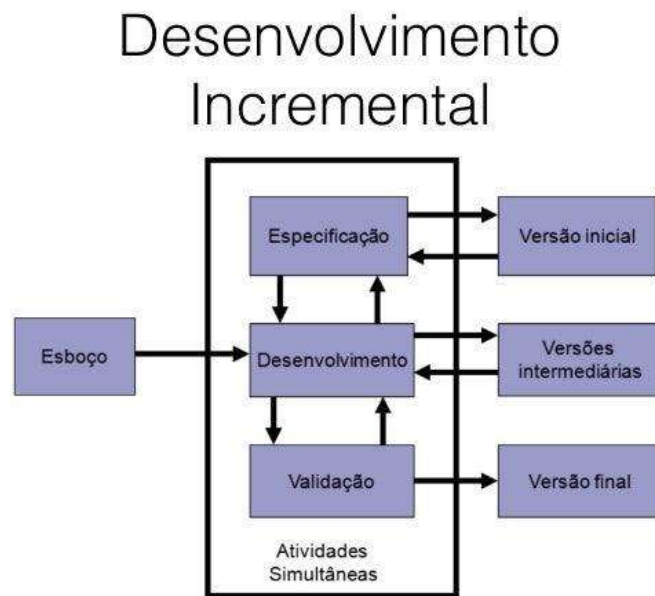 Desenvolvimento
Incremental
Especificação
Versão inicial
Esboço
Desenvolvimento
Versões
intermediárias
Validação
Versão final
Atividades
Simultâneas